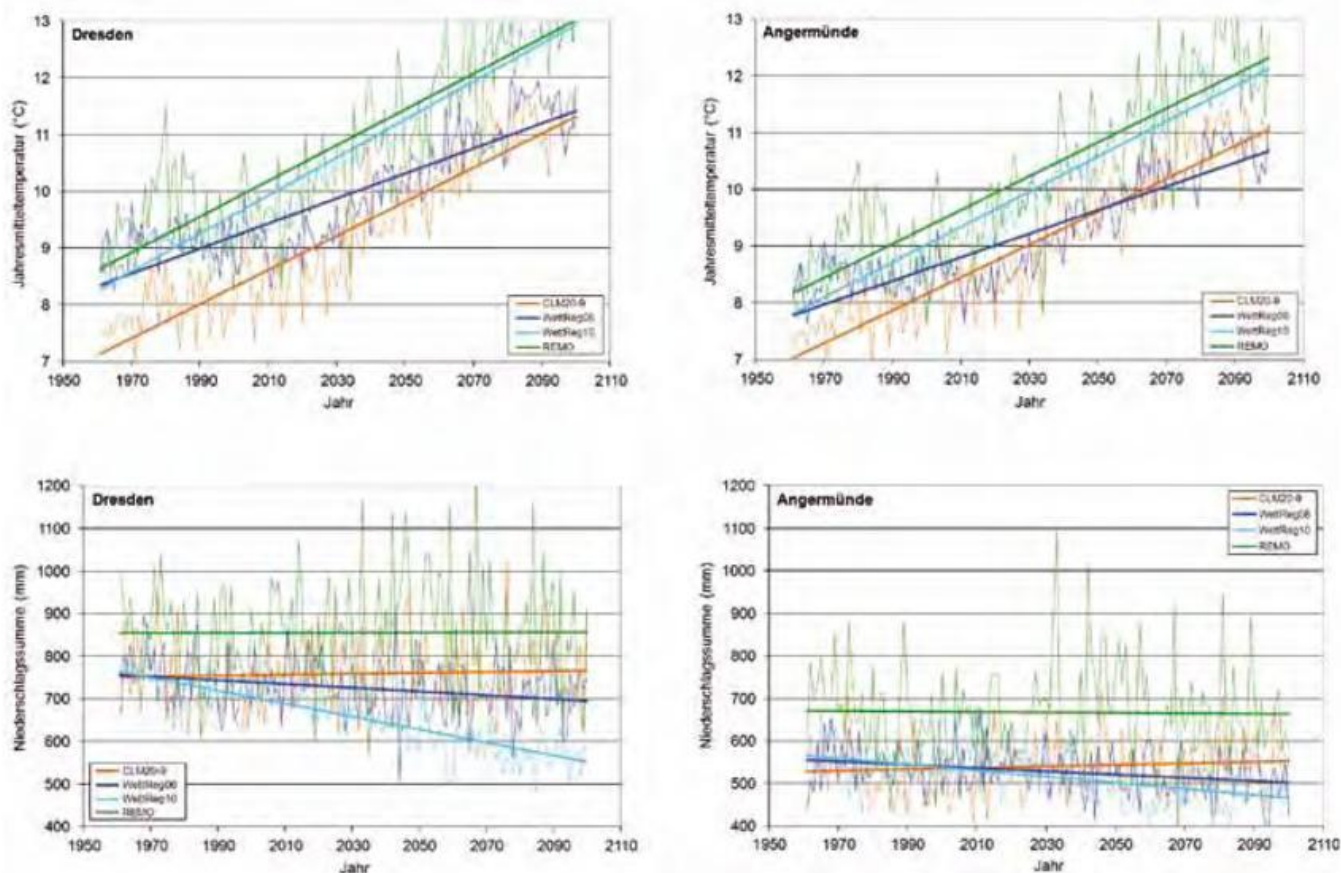 Dresden
Jahresmitteltemperatur (°C)
13
12
11
10
9
8
7
1950 1970 1990 2010 2030 2050 2070 2090 2110
Jahr
CLM20-9
WettReg06
WettReg10
REMO
Angermünde
Jahresmitteltemperatur (°C)
13
12
11
10
9
8
7
1950 1970 1990 2010 2030 2050 2070 2090 2110
Jahr
CLM20-9
WettReg06
WettReg10
REMO
Dresden
Niederschlagssumme (mm)
1200
1100
1000
900
800
700
600
500
400
1950 1970 1990 2010 2030 2050 2070 2090 2110
Jahr
CLM20-9
WettReg06
WettReg10
REMO
Angermünde
Niederschlagssumme (mm)
1200
1100
1000
900
800
700
600
500
400
1950 1970 1990 2010 2030 2050 2070 2090 2110
Jahr
CLM20-9
WettReg06
WettReg10
REMO